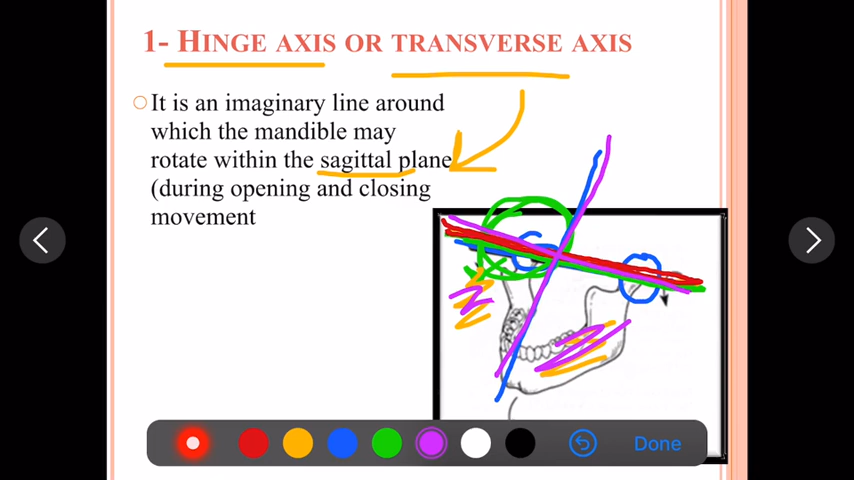 1- HINGE AXIS OR TRANSVERSE AXIS
It is an imaginary line around
which the mandible may
rotate within the sagittal plane
(during opening and closing
movement
Done